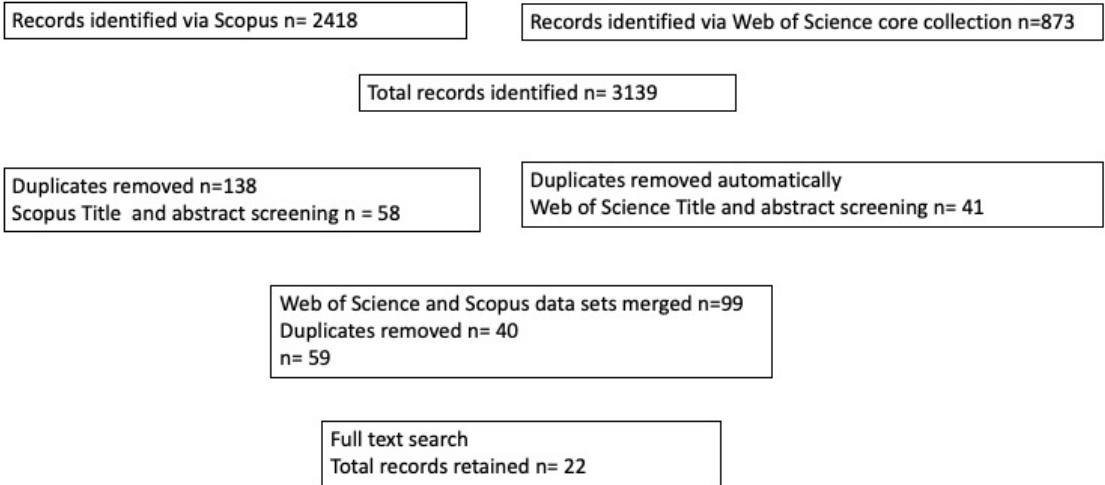 Records identified via Scopus n= 2418
Records identified via Web of Science core collection n=873
Total records identified n= 3139
Duplicates removed n=138
Scopus Title  and abstract screening n = 58
Duplicates removed automatically
Web of Science Title and abstract screening n= 41
Web of Science and Scopus data sets merged n=99
Duplicates removed n= 40
n= 59
Full text search
Total records retained n= 22